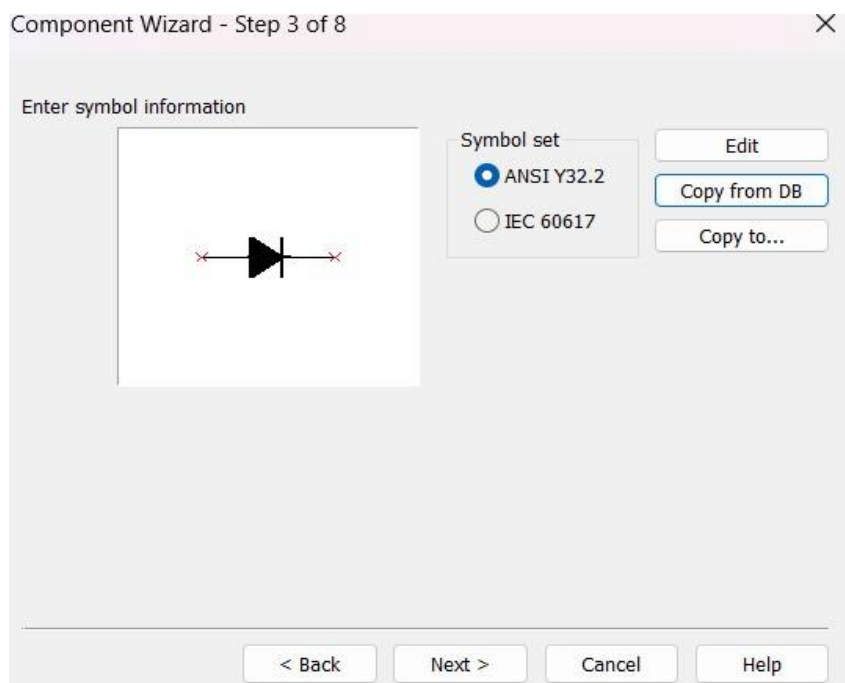 Component Wizard - Step 3 of 8
Enter symbol information
Symbol set
ANSI Y32.2
IEC 60617
Edit
Copy from DB
Copy to...
< Back
Next >
Cancel
Help